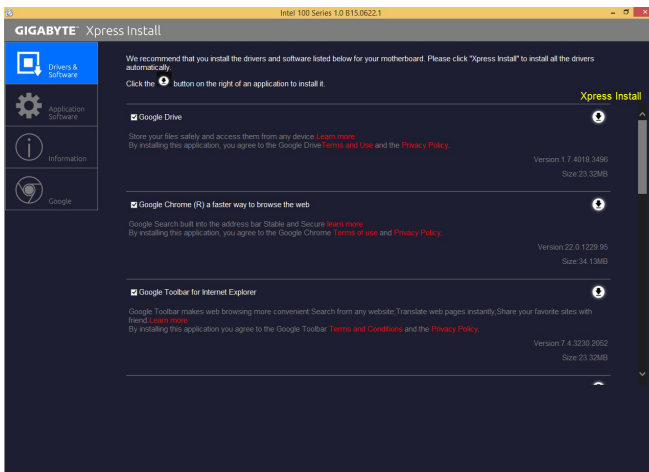 Intel 100 Series 1.0 B15.0622.1
GIGABYTE™ Xpress Install
Drivers &
Software
Application
Software
Information
Google
We recommend that you install the drivers and software listed below for your motherboard. Please click "Xpress Install" to install all the drivers
automatically.
Click the button on the right of an application to install it.
Xpress Install
Google Drive
Store your files safely and access them from any device.Learn more
By installing this application, you agree to the Google DriveTerms and Use and the Privacy Policy.
Version:1.7.4018.3496
Size:23.32MB
Google Chrome (R) a faster way to browse the web
Google Search built into the address bar Stable and Secure learn more
By installing this application, you agree to the Google Chrome Terms of use and Privacy Policy.
Version:22.0.1229.95
Size:34.13MB
Google Toolbar for Internet Explorer
Google Toolbar makes web browsing more convenient Search from any website;Translate web pages instantly;Share your favorite sites with
friend.Learn more
By installing this application you agree to the Google Toolbar Terms and Conditions and the Privacy Policy.
Version:7.4.3230.2052
Size:23.32MB